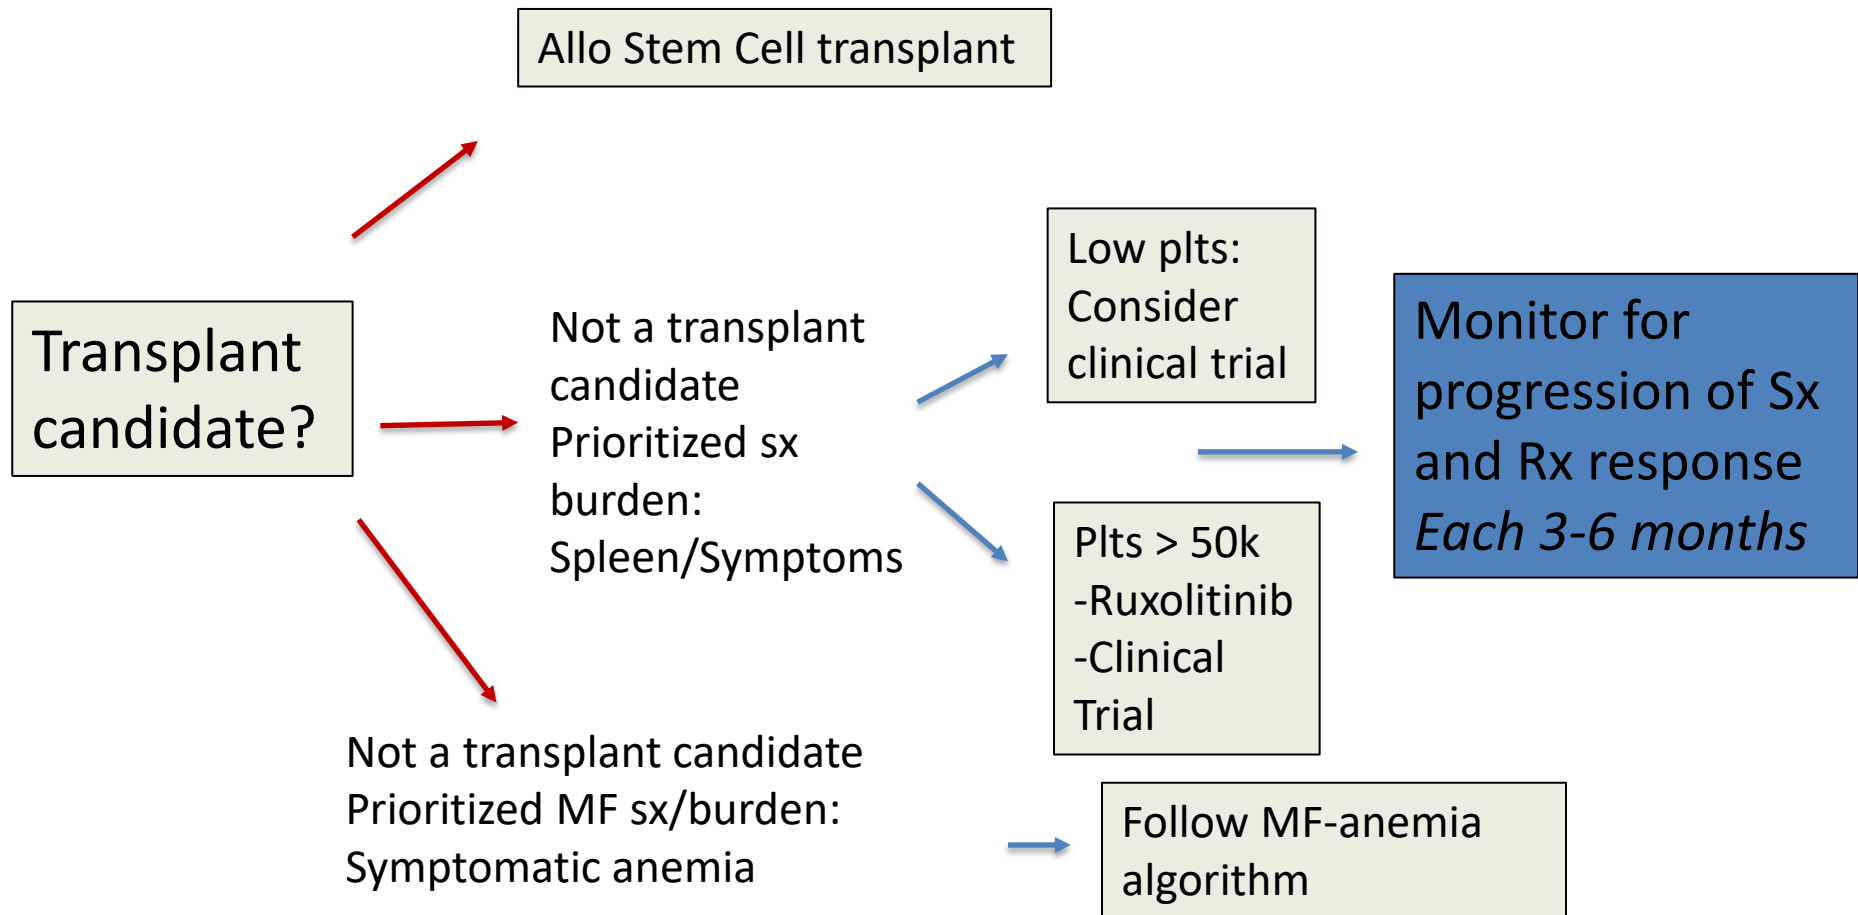 Allo Stem Cell transplant
Transplant
candidate?
Not a transplant
candidate
Prioritized sx
burden:
Spleen/Symptoms
Low plts:
Consider
clinical trial
Plts > 50k
-Ruxolitinib
-Clinical
Trial
Monitor for
progression of Sx
and Rx response
Each 3-6 months
Not a transplant candidate
Prioritized MF sx/burden:
Symptomatic anemia
Follow MF-anemia
algorithm